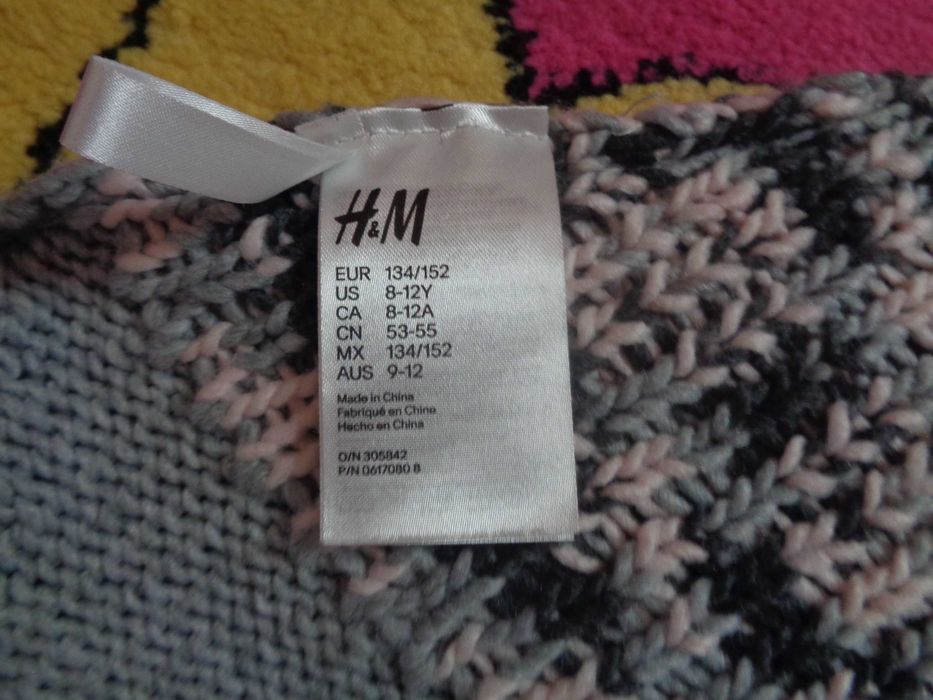 H&M
EUR 134/152
US 8-12Y
CA 8-12A
CN 53-55
MX 134/152
AUS 9-12
Made in China
Fabriqué en Chine
Hecho en China
O/N 305842
P/N 0617080 8